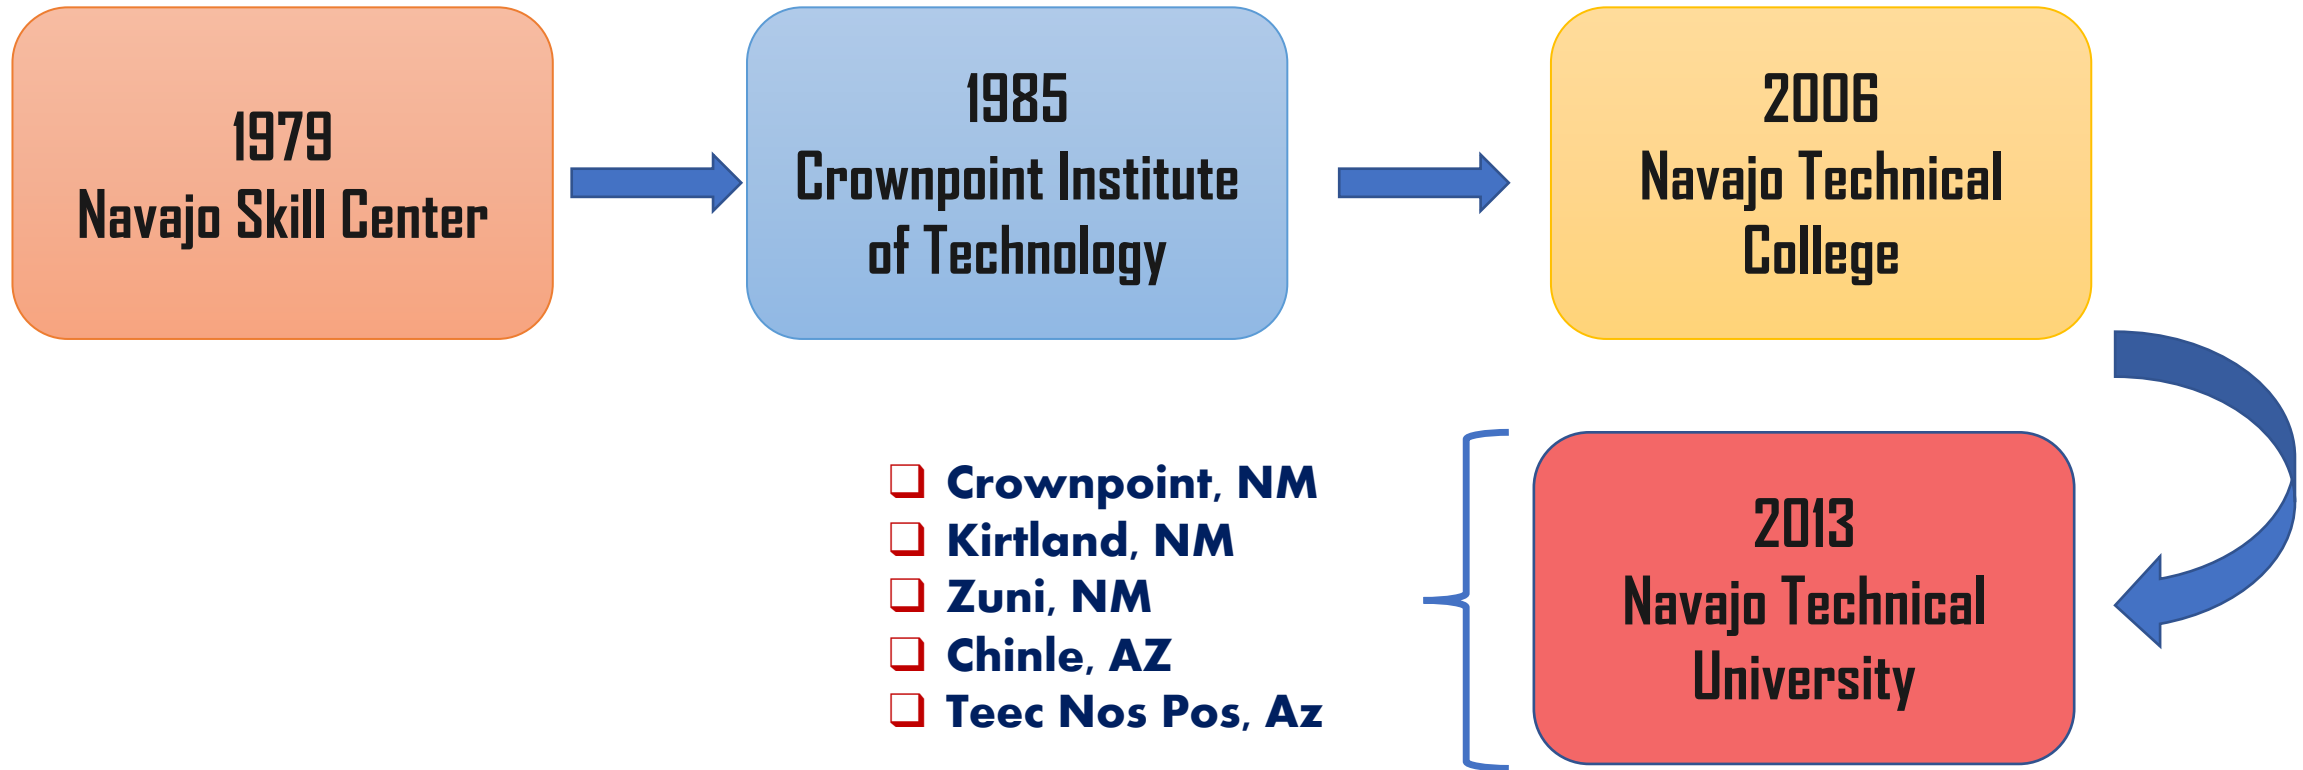 1979
Navajo Skill Center
1985
Crownpoint Institute
of Technology
2006
Navajo Technical
College
2013
Navajo Technical
University
Crownpoint, NM
Kirtland, NM
Zuni, NM
Chinle, AZ
Teec Nos Pos, Az